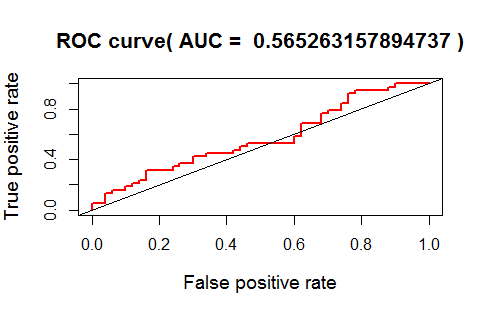 ROC curve( AUC =  0.565263157894737 )
True positive rate
0.8
0.4
0.0
0.0 0.2 0.4 0.6 0.8 1.0
False positive rate